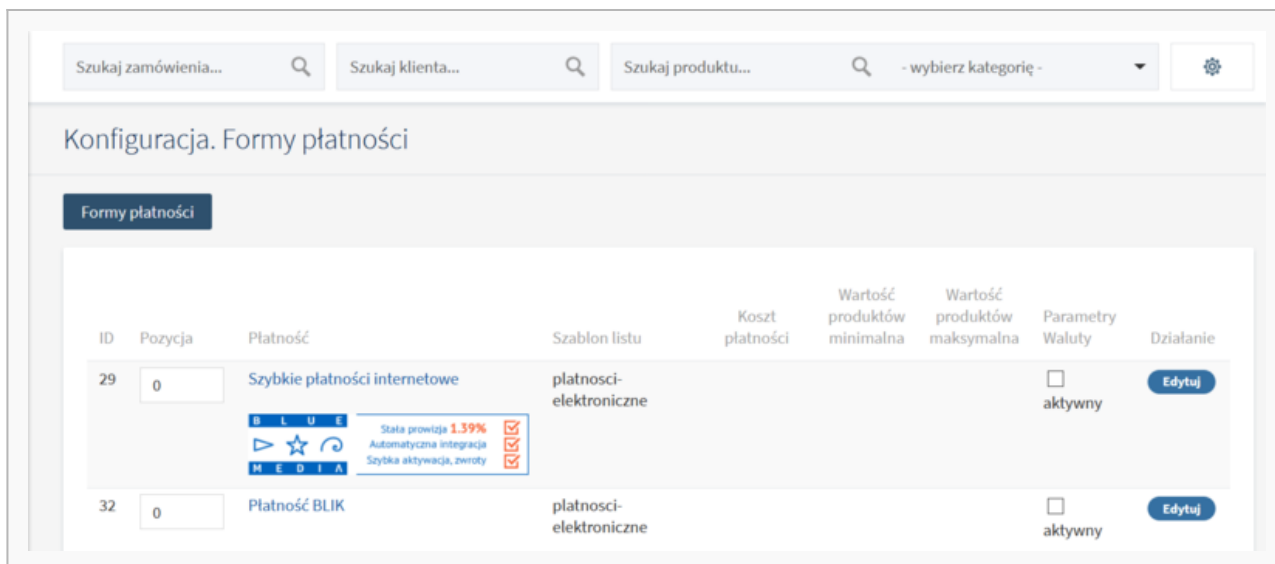 Szukaj zamówienia... Szukaj klienta... Szukaj produktu... - wybierz kategorię -
Konfiguracja. Formy płatności
Formy płatności
ID Pozycja Płatność Szablon listu Koszt płatności Wartość produktów minimalna Wartość produktów maksymalna Parametry Waluty Działanie
29 0 Szybkie płatności internetowe platnosci-elektroniczne aktywny Edytuj
BLUE MEDIA
Stała prowizja 1.39%
Automatyczna integracja
Szybka aktywacja, zwroty
32 0 Płatność BLIK platnosci-elektroniczne aktywny Edytuj